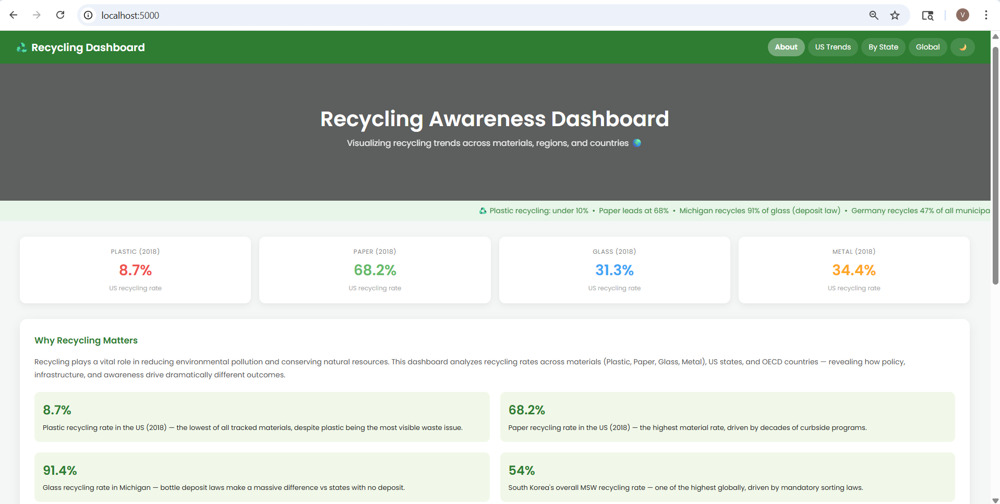 localhost:5000
V
Recycling Dashboard
About
US Trends
By State
Global
Recycling Awareness Dashboard
Visualizing recycling trends across materials, regions, and countries
Plastic recycling: under 10% • Paper leads at 68% • Michigan recycles 91% of glass (deposit law) • Germany recycles 47% of all municipa
PLASTIC (2018)
8.7%
US recycling rate
PAPER (2018)
68.2%
US recycling rate
GLASS (2018)
31.3%
US recycling rate
METAL (2018)
34.4%
US recycling rate
Why Recycling Matters
Recycling plays a vital role in reducing environmental pollution and conserving natural resources. This dashboard analyzes recycling rates across materials (Plastic, Paper, Glass, Metal), US states, and OECD countries — revealing how policy,
infrastructure, and awareness drive dramatically different outcomes.
8.7%
Plastic recycling rate in the US (2018) — the lowest of all tracked materials, despite plastic being the most visible waste issue.
68.2%
Paper recycling rate in the US (2018) — the highest material rate, driven by decades of curbside programs.
91.4%
Glass recycling rate in Michigan — bottle deposit laws make a massive difference vs states with no deposit.
54%
South Korea's overall MSW recycling rate — one of the highest globally, driven by mandatory sorting laws.